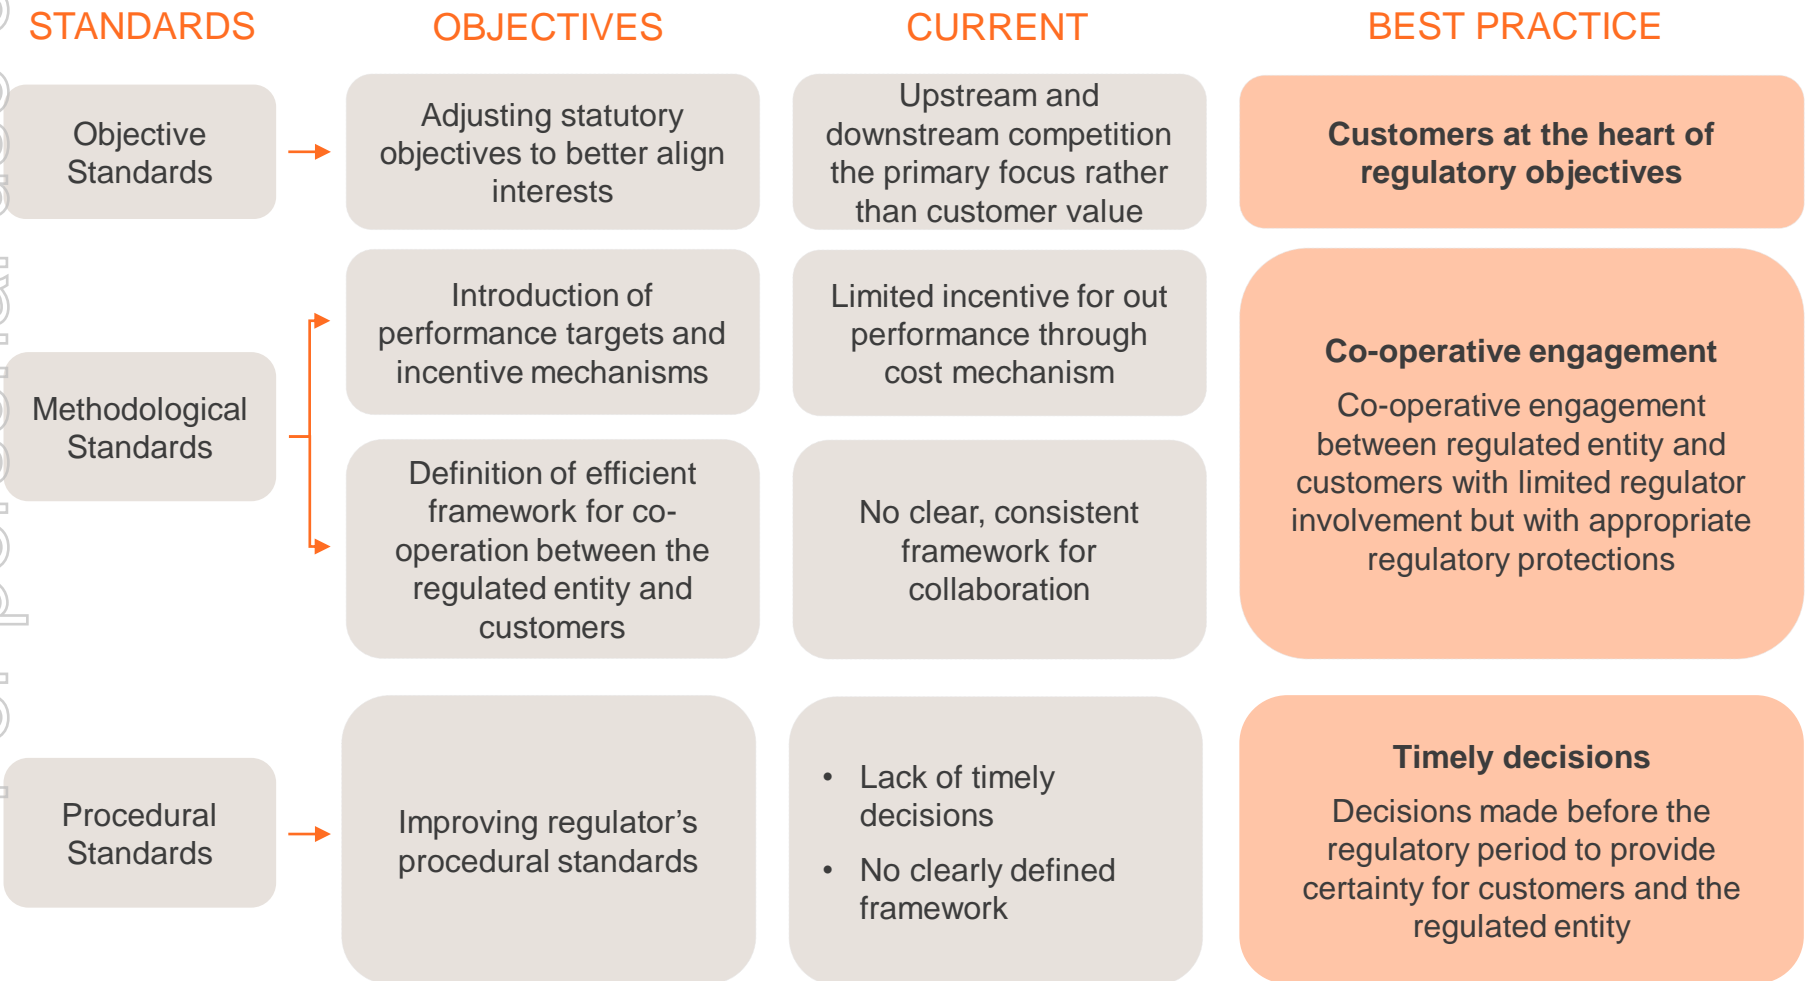 STANDARDS
OBJECTIVES
CURRENT
BEST PRACTICE
Objective
Standards
Adjusting statutory
objectives to better align
interests
Upstream and
downstream competition
the primary focus rather
than customer value
Customers at the heart of
regulatory objectives
Methodological
Standards
Introduction of
performance targets and
incentive mechanisms
Limited incentive for out
performance through
cost mechanism
Definition of efficient
framework for co-
operation between the
regulated entity and
customers
No clear, consistent
framework for
collaboration
Co-operative engagement
Co-operative engagement
between regulated entity and
customers with limited regulator
involvement but with appropriate
regulatory protections
Procedural
Standards
Improving regulator’s
procedural standards
• Lack of timely
decisions
• No clearly defined
framework
Timely decisions
Decisions made before the
regulatory period to provide
certainty for customers and the
regulated entity